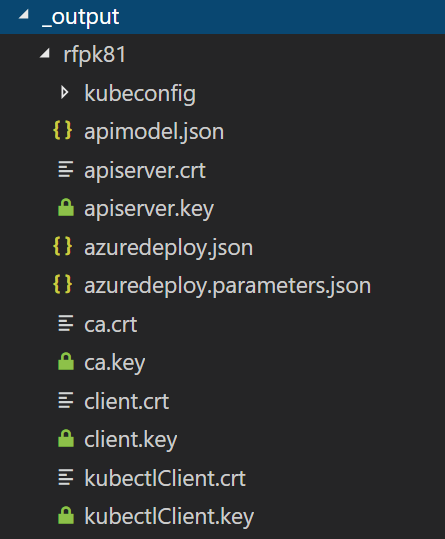 _output
rfpk81
kubeconfig
apimodel.json
apiserver.crt
apiserver.key
azuredeploy.json
azuredeploy.parameters.json
ca.crt
ca.key
client.crt
client.key
kubectlClient.crt
kubectlClient.key